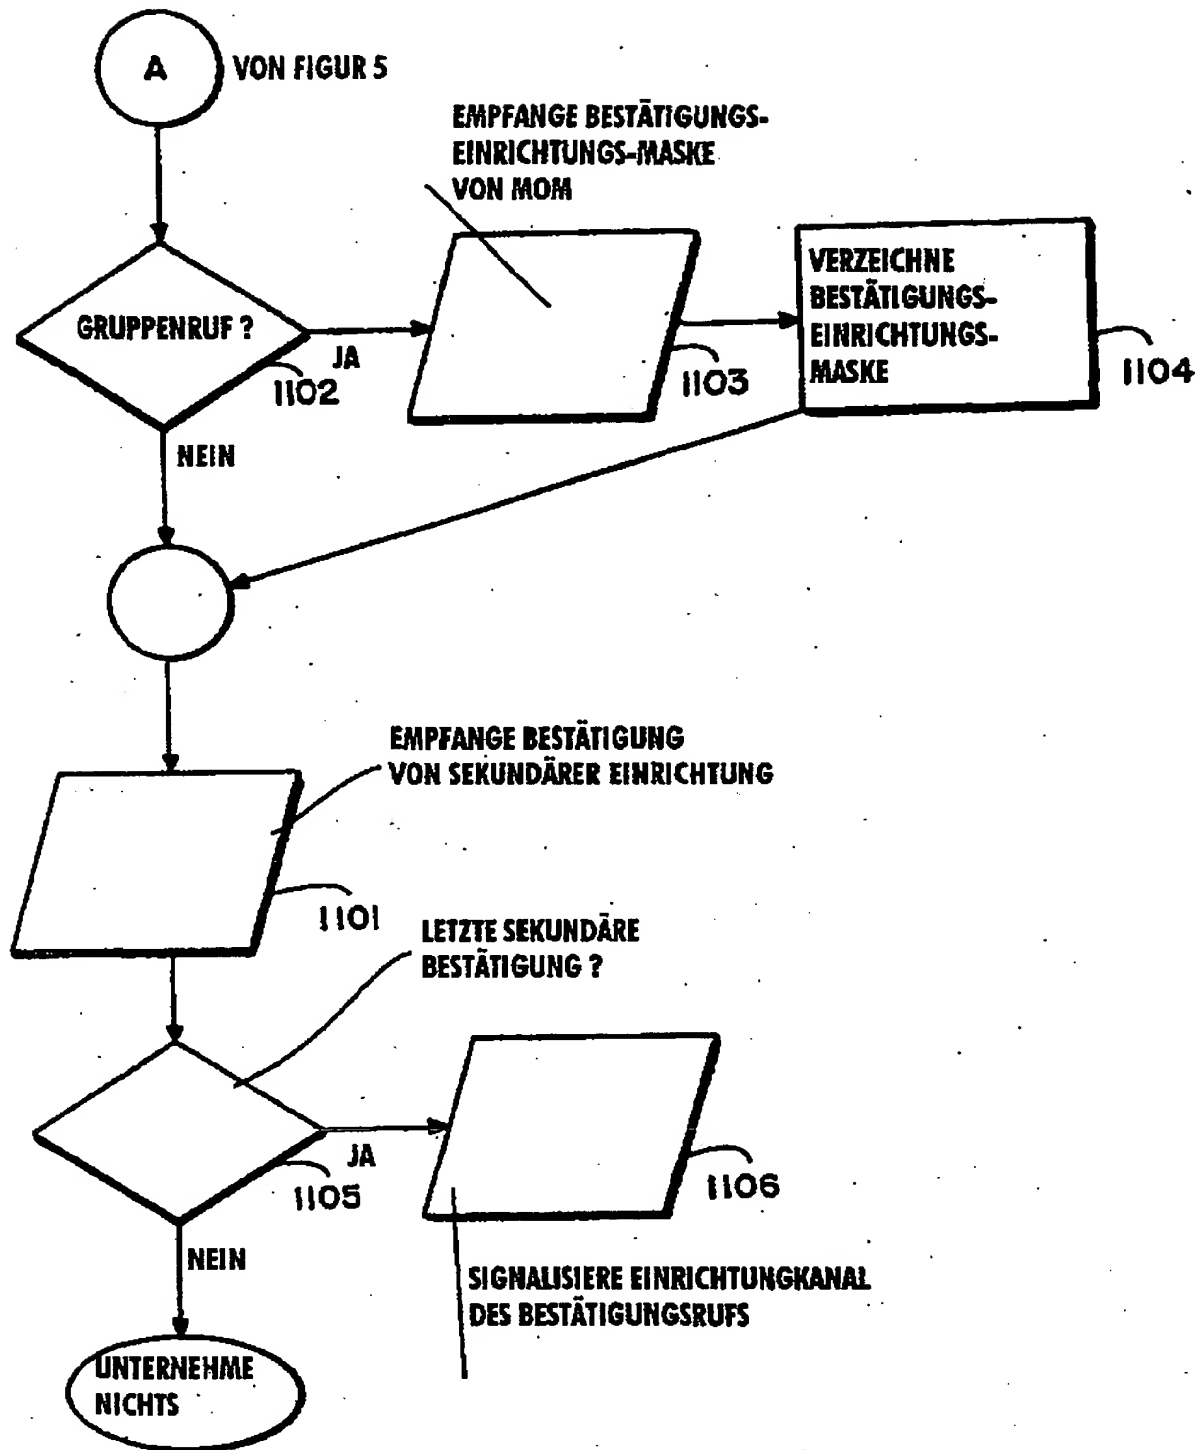 A
VON FIGUR 5
EMPFANGE BESTÄTIGUNGS-
EINRICHTUNGS-MASKE
VON MOM
GRUPPENRUF ?
JA
1102
1103
VERZEICHNE
BESTÄTIGUNGS-
EINRICHTUNGS-
MASKE
1104
NEIN
EMPFANGE BESTÄTIGUNG
VON SEKUNDÄRER EINRICHTUNG
1101
LETZTE SEKUNDÄRE
BESTÄTIGUNG ?
JA
1105
1106
NEIN
SIGNALISIERE EINRICHTUNGKANAL
DES BESTÄTIGUNGSRUFS
UNTERNEHME
NICHTS